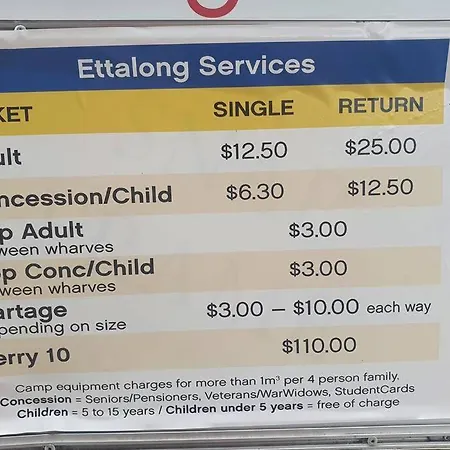 Ettalong Services
KET SINGLE RETURN
ult $12.50 $25.00
ncession/Child $6.30 $12.50
p Adult $3.00
ween wharves
op Conc/Child $3.00
ween wharves
artage $3.00 – $10.00 each way
pending on size
erry 10 $110.00
Camp equipment charges for more than 1m³ per 4 person family.
Concession = Seniors/Pensioners, Veterans/WarWidows, StudentCards
Children = 5 to 15 years / Children under 5 years = free of charge